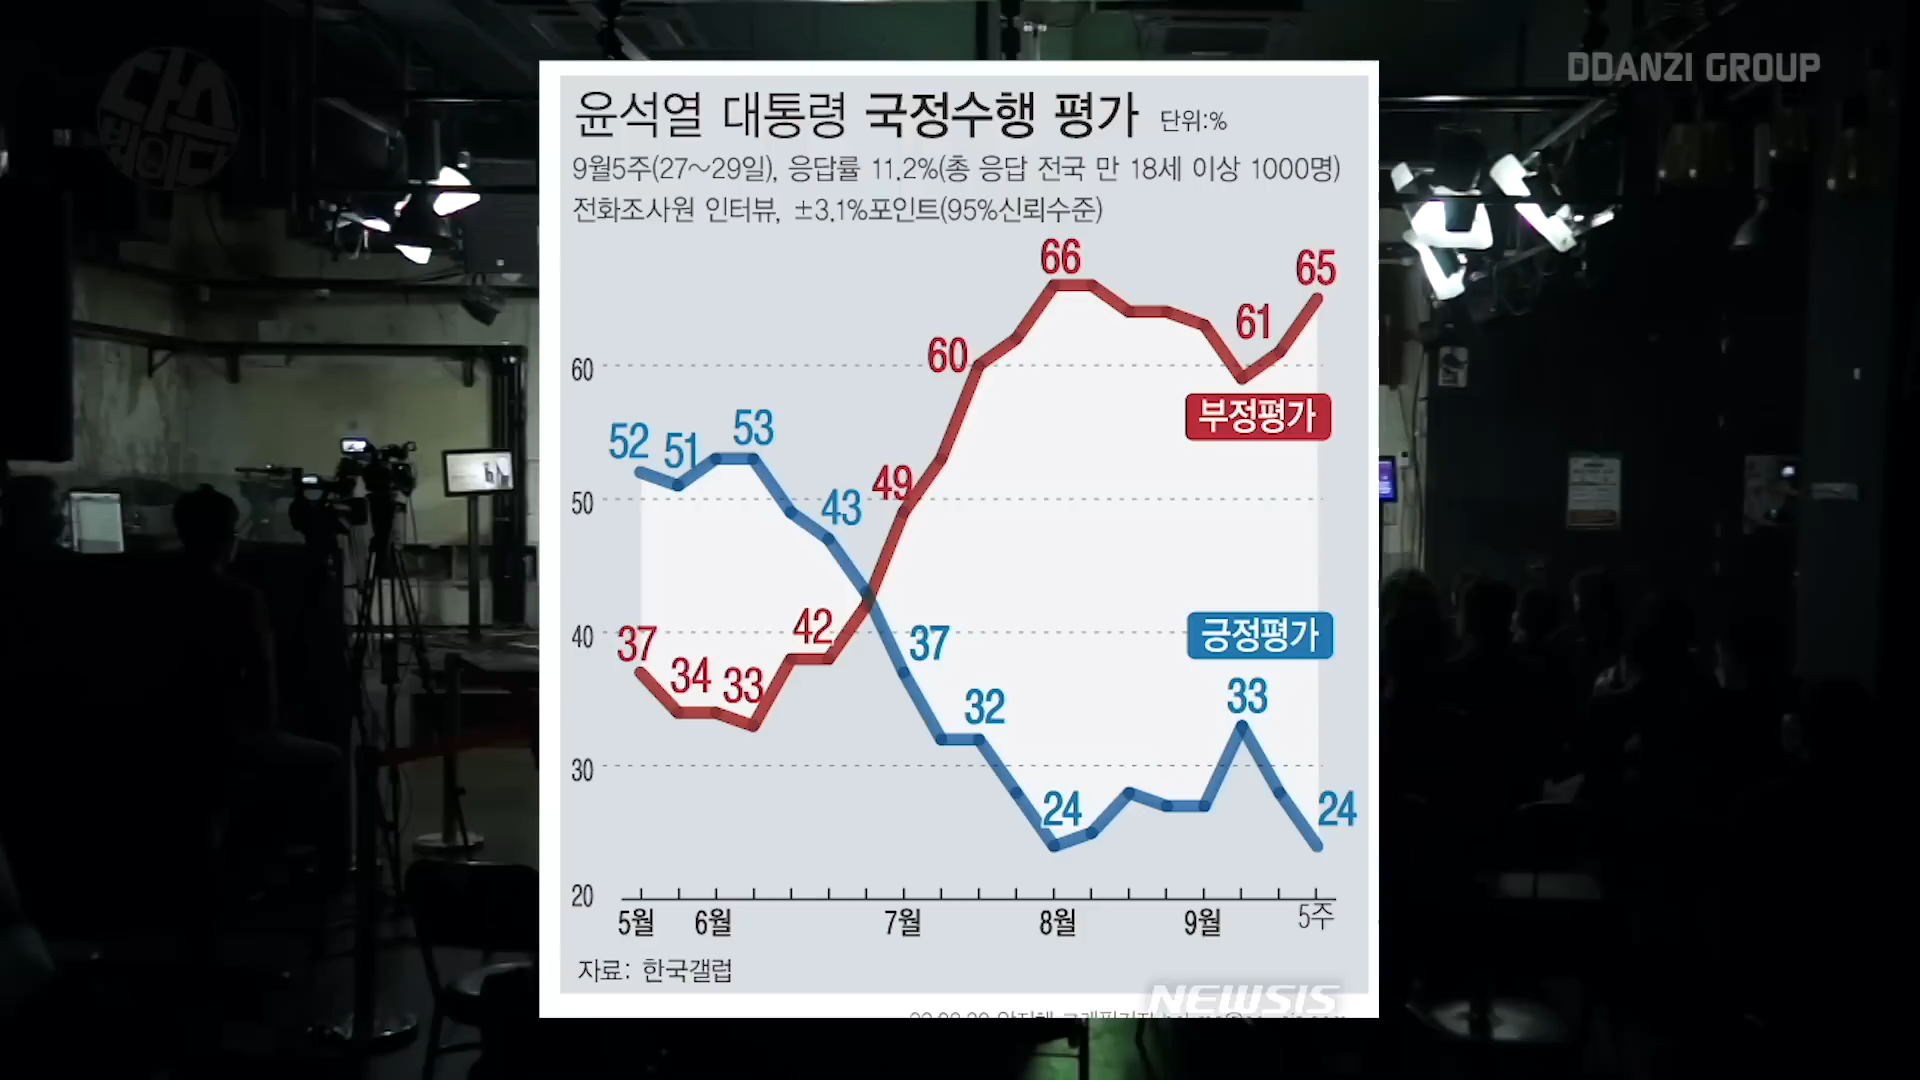 다스
뵈이다
DDANZI GROUP
윤석열 대통령 국정수행 평가 단위:%
9월5주(27~29일), 응답률 11.2%(총 응답 전국 만 18세 이상 1000명)
전화조사원 인터뷰, ±3.1%포인트(95%신뢰수준)
66
65
61
60
60
부정평가
53
52
51
50
49
43
40
37
34
33
42
37
긍정평가
33
32
30
24
24
20
5월 6월 7월 8월 9월 5주
자료: 한국갤럽
NEWSIS